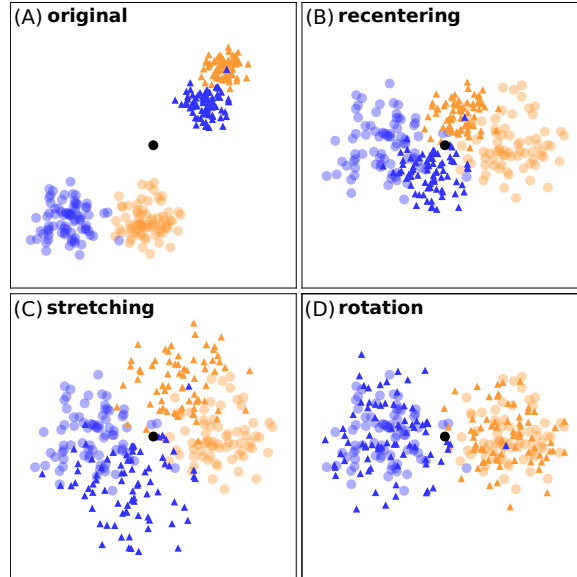 (A) original
(B) recentering
(C) stretching
(D) rotation